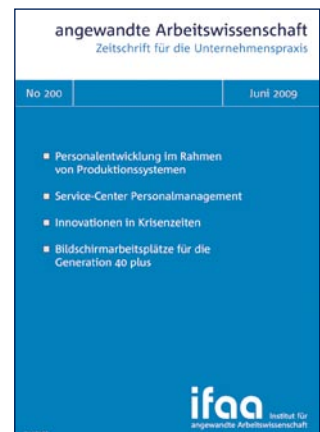 angewandte Arbeitswissenschaft
Zeitschrift für die Unternehmenspraxis
No 200
Juni 2009
■ Personalentwicklung im Rahmen
von Produktionssystemen
■ Service-Center Personalmanagement
■ Innovationen in Krisenzeiten
■ Bildschirmarbeitsplätze für die
Generation 40 plus
ifaa Institut für
angewandte Arbeitswissenschaft